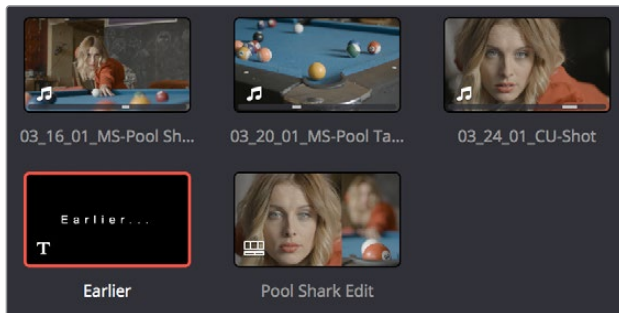 03_16_01_MS-Pool Sh...
03_20_01_MS-Pool Ta...
03_24_01_CU-Shot
Earlier...
T
Earlier
Pool Shark Edit